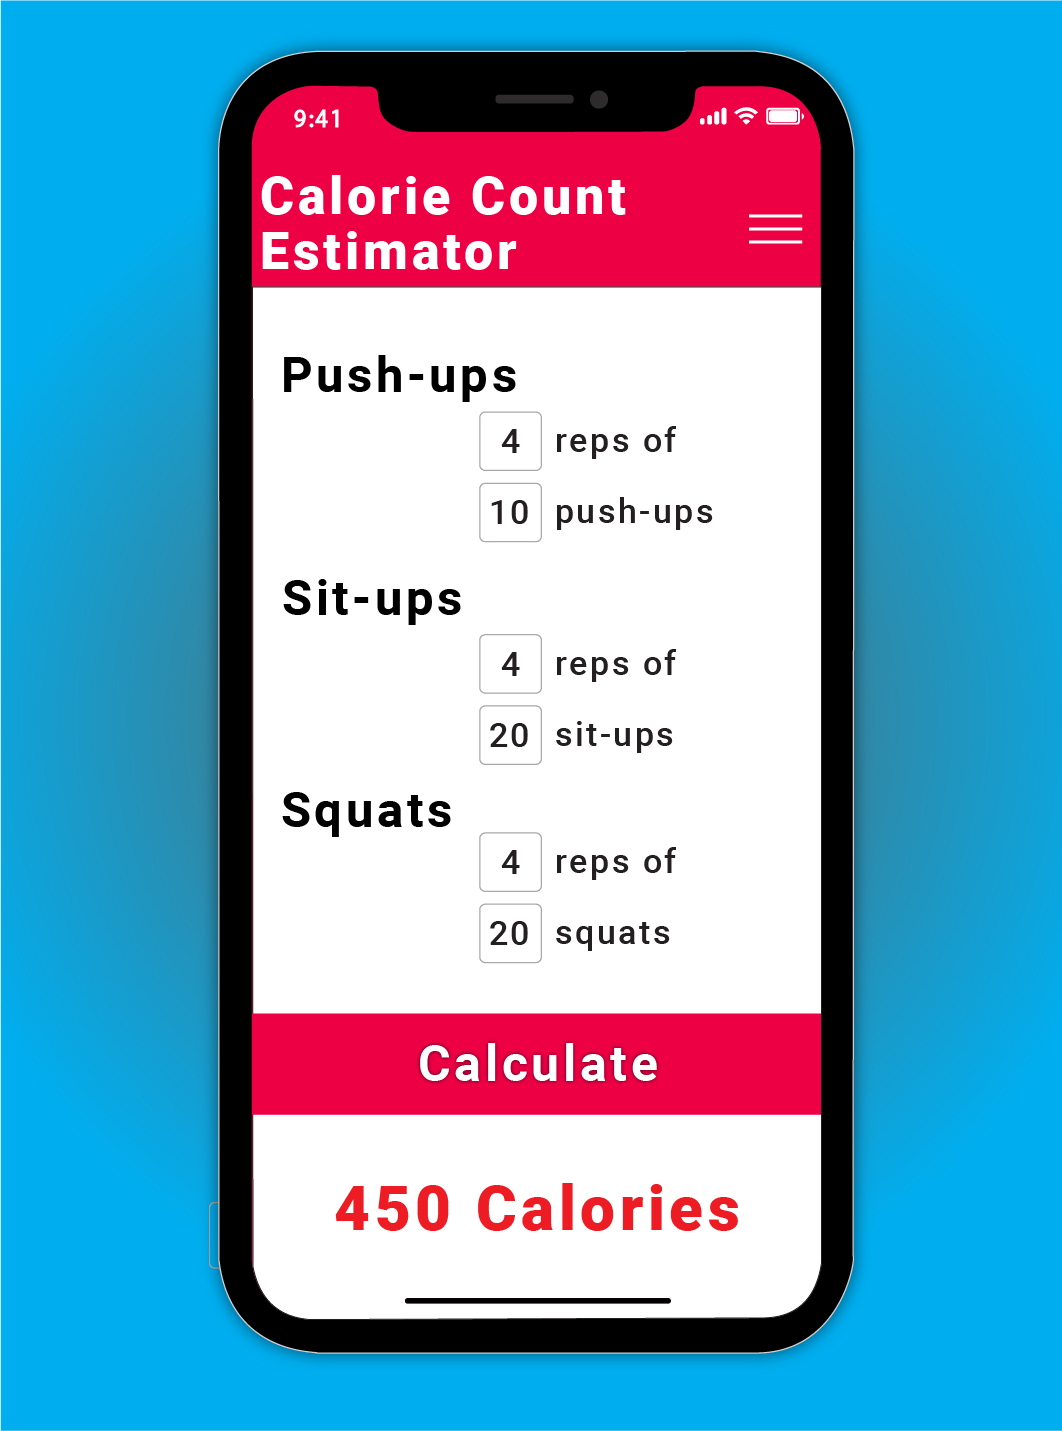 9:41
Calorie Count
Estimator
Push-ups
4 reps of
10 push-ups
Sit-ups
4 reps of
20 sit-ups
Squats
4 reps of
20 squats
Calculate
450 Calories